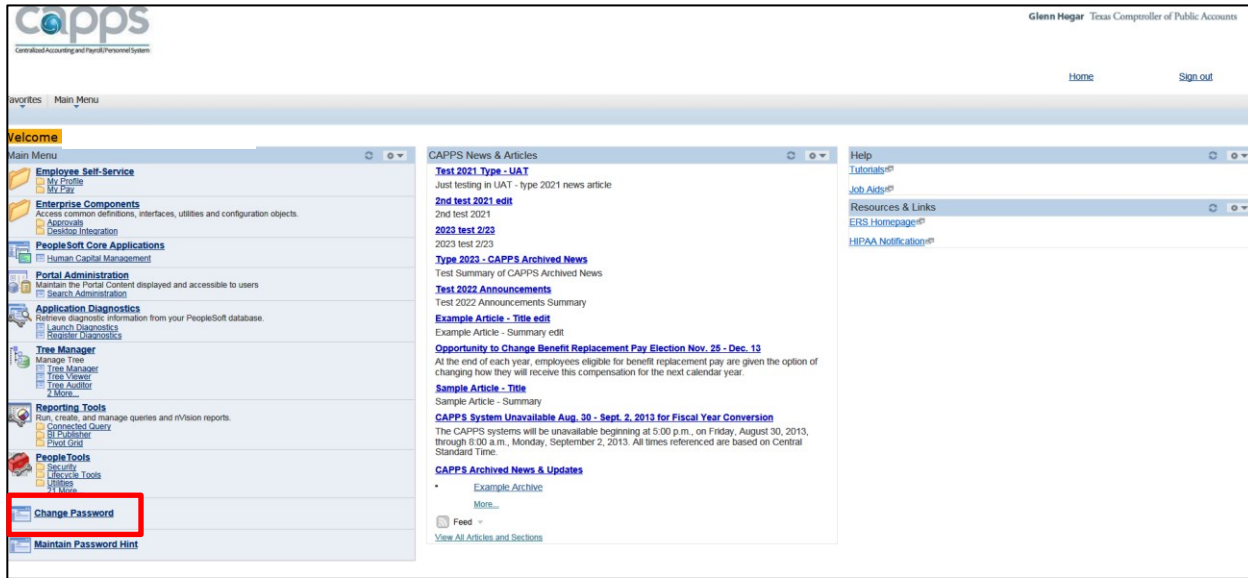 capps
Centralized Accounting and Payroll/Personnel System
Glenn Hegar Texas Comptroller of Public Accounts
Home Sign out
avorites Main Menu
Welcome
Main Menu
Employee Self-Service
My Profile
My Pay
Enterprise Components
Access common definitions, interfaces, utilities and configuration objects.
Approvals
Desktop Integration
PeopleSoft Core Applications
Human Capital Management
Portal Administration
Maintain the Portal Content displayed and accessible to users
Search Administration
Application Diagnostics
Retrieve diagnostic information from your PeopleSoft database.
Launch Diagnostics
Register Diagnostics
Tree Manager
Manage Tree
Tree Manager
Tree Viewer
Tree Auditor
2 More...
Reporting Tools
Run, create, and manage queries and nVision reports.
Connected Query
BI Publisher
Pivot Grid
PeopleTools
Security
Lifecycle Tools
Utilities
21 More...
Change Password
Maintain Password Hint
CAPPS News & Articles
Test 2021 Type - UAT
Just testing in UAT - type 2021 news article
2nd test 2021 edit
2nd test 2021
2023 test 2/23
2023 test 2/23
Type 2023 - CAPPS Archived News
Test Summary of CAPPS Archived News
Test 2022 Announcements
Test 2022 Announcements Summary
Example Article - Title edit
Example Article - Summary edit
Opportunity to Change Benefit Replacement Pay Election Nov. 25 - Dec. 13
At the end of each year, employees eligible for benefit replacement pay are given the option of
changing how they will receive this compensation for the next calendar year.
Sample Article - Title
Sample Article - Summary
CAPPS System Unavailable Aug. 30 - Sept. 2, 2013 for Fiscal Year Conversion
The CAPPS systems will be unavailable beginning at 5:00 p.m., on Friday, August 30, 2013,
through 8:00 a.m., Monday, September 2, 2013. All times referenced are based on Central
Standard Time.
CAPPS Archived News & Updates
Example Archive
More...
Feed
View All Articles and Sections
Help
Tutorials
Job Aids
Resources & Links
ERS Homepage
HIPAA Notification